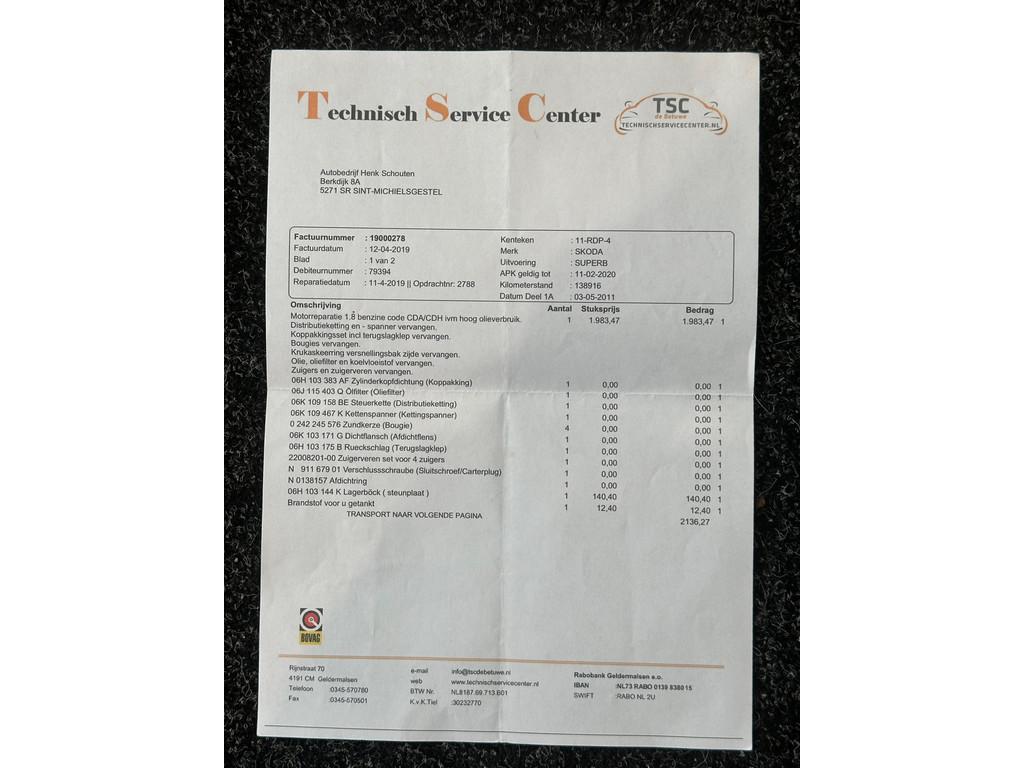 Technisch Service Center
TSC
de Betuwe
TECHNISCHSERVICECENTER.NL
Autobedrijf Henk Schouten
Berkdijk 8A
5271 SR SINT-MICHIELSGESTEL
Factuurnummer : 19000278
Factuurdatum : 12-04-2019
Blad : 1 van 2
Debiteurnummer : 79394
Reparatiedatum : 11-4-2019 || Opdrachtnr: 2788
Kenteken : 11-RDP-4
Merk : SKODA
Uitvoering : SUPERB
APK geldig tot : 11-02-2020
Kilometerstand : 138916
Datum Deel 1A : 03-05-2011
Omschrijving Aantal Stuksprijs Bedrag
Motorreparatie 1.8 benzine code CDA/CDH ivm hoog olieverbruik. 1 1.983,47 1.983,47 1
Distributieketting en - spanner vervangen.
Koppakkingsset incl terugslagklep vervangen.
Bougies vervangen.
Krukaskeerring versnellingsbak zijde vervangen.
Olie, oliefilter en koelvloeistof vervangen.
Zuigers en zuigerveren vervangen.
06H 103 383 AF Zylinderkopfdichtung (Koppakking) 1 0,00 0,00 1
06J 115 403 Q Ölfilter (Oliefilter) 1 0,00 0,00 1
06K 109 158 BE Steuerkette (Distributieketting) 1 0,00 0,00 1
06K 109 467 K Kettenspanner (Kettingspanner) 1 0,00 0,00 1
0 242 245 576 Zundkerze (Bougie) 4 0,00 0,00 1
06K 103 171 G Dichtflansch (Afdichtflens) 1 0,00 0,00 1
06H 103 175 B Rueckschlag (Terugslagklep) 1 0,00 0,00 1
22008201-00 Zuigerveren set voor 4 zuigers 1 0,00 0,00 1
N 911 679 01 Verschlussschraube (Sluitschroef/Carterplug) 1 0,00 0,00 1
N 0138157 Afdichtring 1 0,00 0,00 1
06H 103 144 K Lagerböck ( steunplaat ) 1 140,40 140,40 1
Brandstof voor u getankt 1 12,40 12,40 1
TRANSPORT NAAR VOLGENDE PAGINA 2136,27
BOVAG
Rijnstraat 70
4191 CM Geldermalsen
Telefoon :0345-570780
Fax :0345-570501
e-mail info@tscdebetuwe.nl
web www.technischservicecenter.nl
BTW Nr. NL8187.69.713.B01
K.v.K.Tiel :30232770
Rabobank Geldermalsen e.o.
IBAN :NL73 RABO 0139 8380 15
SWIFT :RABO NL 2U